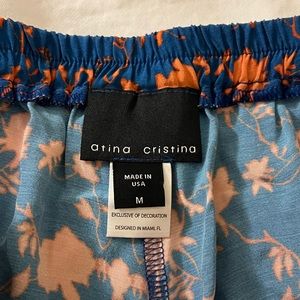 atina cristina
MADE IN
USA
M
EXCLUSIVE OF DECORATION
DESIGNED IN MIAMI, FL